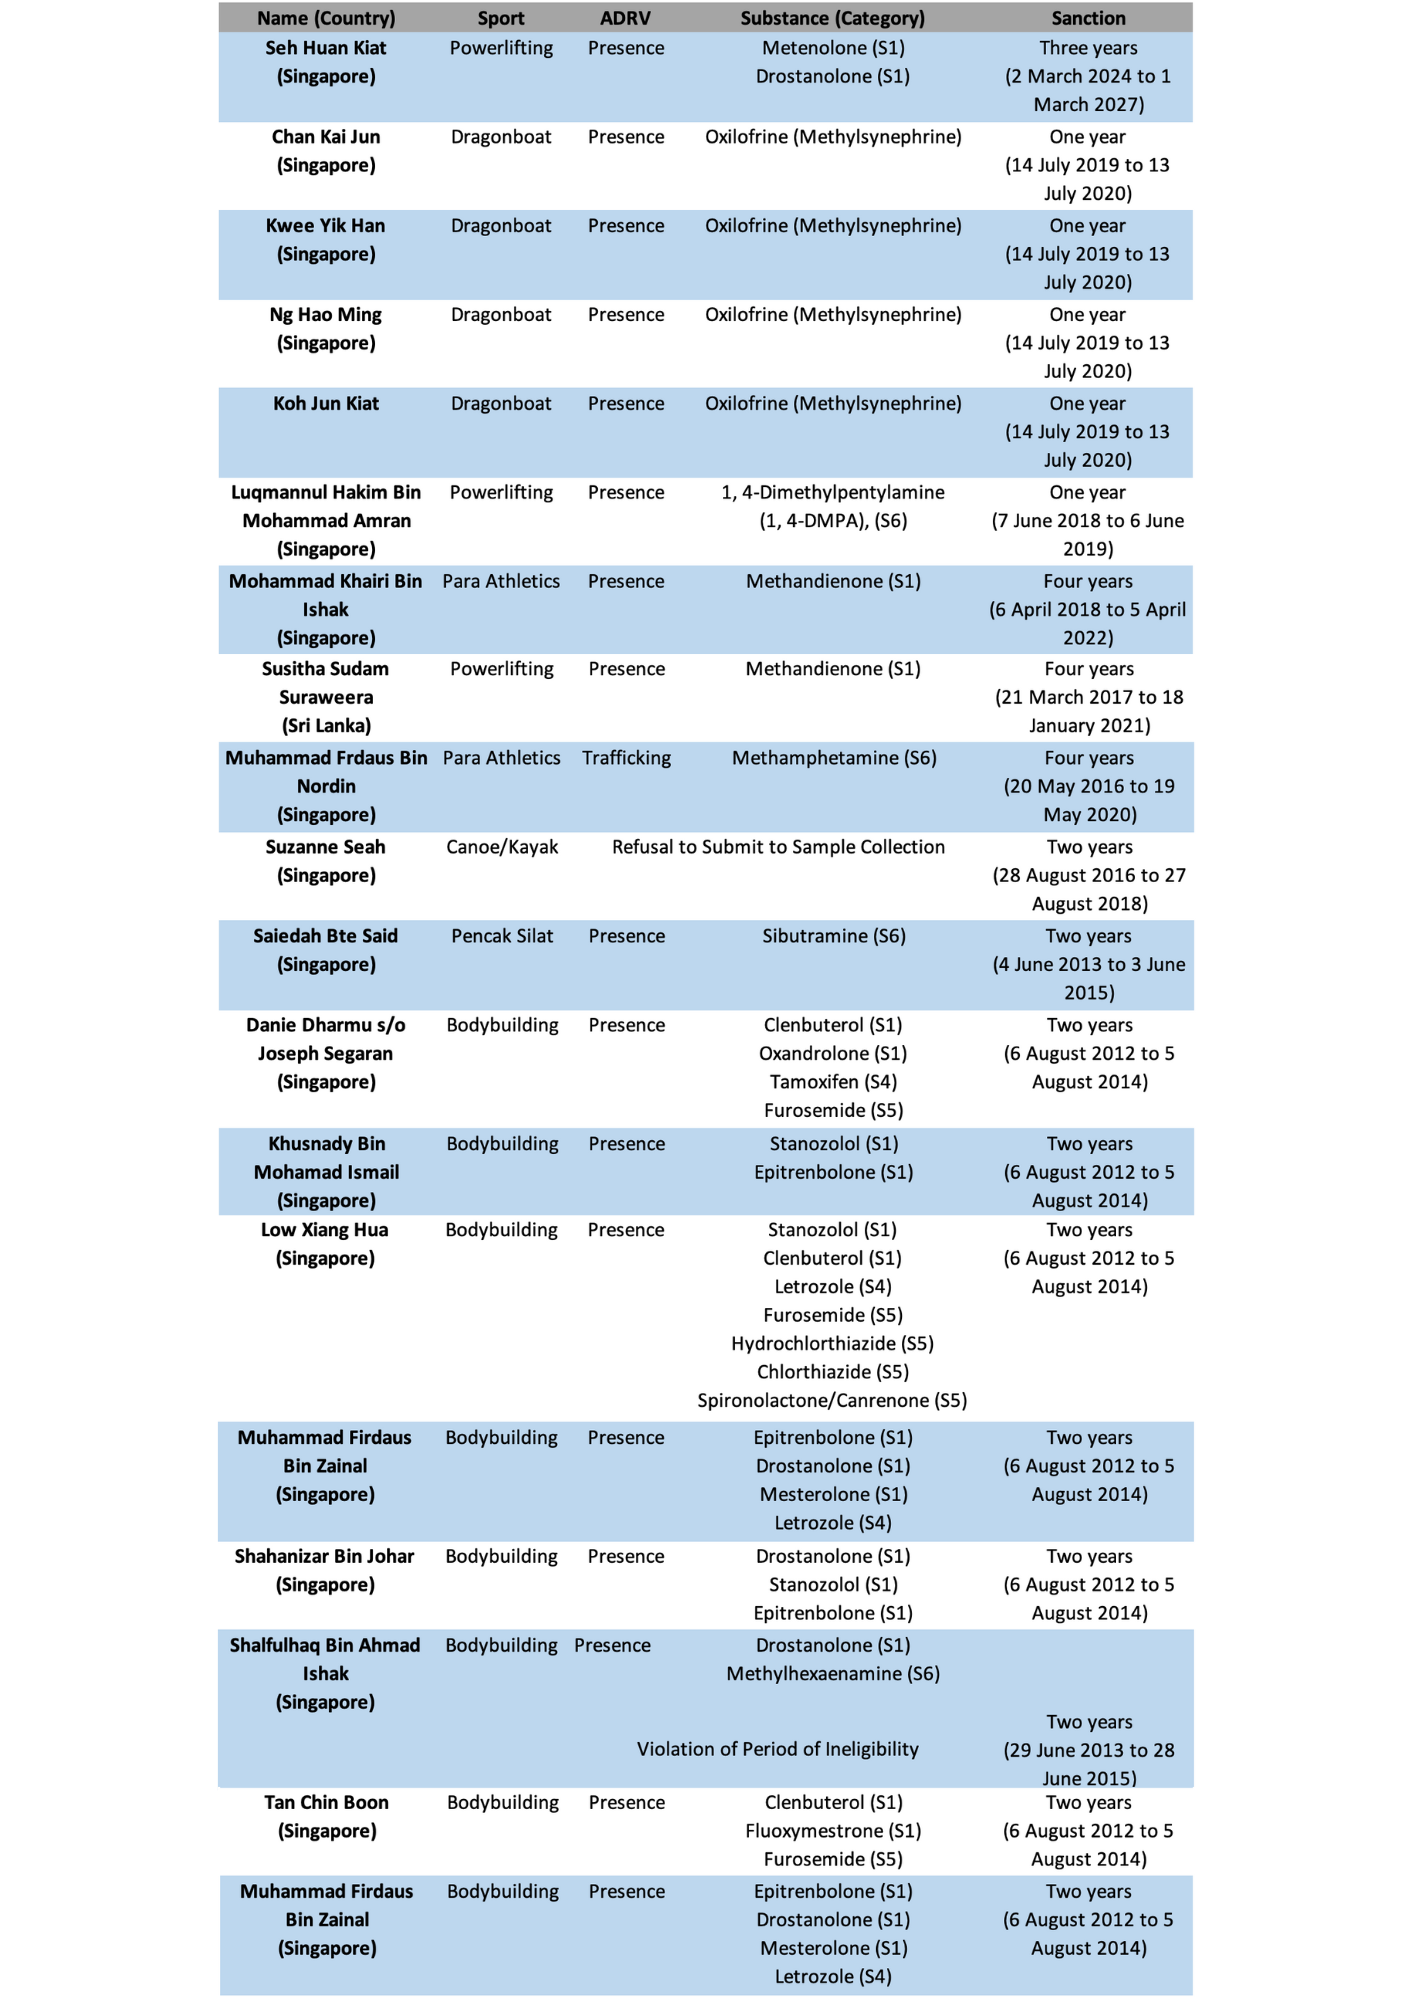 Name (Country) Sport ADRV Substance (Category) Sanction
Seh Huan Kiat Powerlifting Presence Metenolone (S1) Three years
(Singapore) Drostanolone (S1) (2 March 2024 to 1
March 2027)
Chan Kai Jun Dragonboat Presence Oxilofrine (Methylsynephrine) One year
(Singapore) (14 July 2019 to 13
July 2020)
Kwee Yik Han Dragonboat Presence Oxilofrine (Methylsynephrine) One year
(Singapore) (14 July 2019 to 13
July 2020)
Ng Hao Ming Dragonboat Presence Oxilofrine (Methylsynephrine) One year
(Singapore) (14 July 2019 to 13
July 2020)
Koh Jun Kiat Dragonboat Presence Oxilofrine (Methylsynephrine) One year
(14 July 2019 to 13
July 2020)
Luqmannul Hakim Bin Powerlifting Presence 1, 4-Dimethylpentylamine One year
Mohammad Amran (1, 4-DMPA), (S6) (7 June 2018 to 6 June
(Singapore) 2019)
Mohammad Khairi Bin Para Athletics Presence Methandienone (S1) Four years
Ishak (6 April 2018 to 5 April
(Singapore) 2022)
Susitha Sudam Powerlifting Presence Methandienone (S1) Four years
Suraweera (21 March 2017 to 18
(Sri Lanka) January 2021)
Muhammad Frdaus Bin Para Athletics Trafficking Methamphetamine (S6) Four years
Nordin (20 May 2016 to 19
(Singapore) May 2020)
Suzanne Seah Canoe/Kayak Refusal to Submit to Sample Collection Two years
(Singapore) (28 August 2016 to 27
August 2018)
Saiedah Bte Said Pencak Silat Presence Sibutramine (S6) Two years
(Singapore) (4 June 2013 to 3 June
2015)
Danie Dharmu s/o Bodybuilding Presence Clenbuterol (S1) Two years
Joseph Segaran Oxandrolone (S1) (6 August 2012 to 5
(Singapore) Tamoxifen (S4) August 2014)
Furosemide (S5)
Khusnady Bin Bodybuilding Presence Stanozolol (S1) Two years
Mohamad Ismail Epitrenbolone (S1) (6 August 2012 to 5
(Singapore) August 2014)
Low Xiang Hua Bodybuilding Presence Stanozolol (S1) Two years
(Singapore) Clenbuterol (S1) (6 August 2012 to 5
Letrozole (S4) August 2014)
Furosemide (S5)
Hydrochlorthiazide (S5)
Chlorthiazide (S5)
Spironolactone/Canrenone (S5)
Muhammad Firdaus Bodybuilding Presence Epitrenbolone (S1) Two years
Bin Zainal Drostanolone (S1) (6 August 2012 to 5
(Singapore) Mesterolone (S1) August 2014)
Letrozole (S4)
Shahanizar Bin Johar Bodybuilding Presence Drostanolone (S1) Two years
(Singapore) Stanozolol (S1) (6 August 2012 to 5
Epitrenbolone (S1) August 2014)
Shalfulhaq Bin Ahmad Bodybuilding Presence Drostanolone (S1)
Ishak Methylhexaenamine (S6)
(Singapore)
Two years
Violation of Period of Ineligibility (29 June 2013 to 28
June 2015)
Tan Chin Boon Bodybuilding Presence Clenbuterol (S1) Two years
(Singapore) Fluoxymestrone (S1) (6 August 2012 to 5
Furosemide (S5) August 2014)
Muhammad Firdaus Bodybuilding Presence Epitrenbolone (S1) Two years
Bin Zainal Drostanolone (S1) (6 August 2012 to 5
(Singapore) Mesterolone (S1) August 2014)
Letrozole (S4)